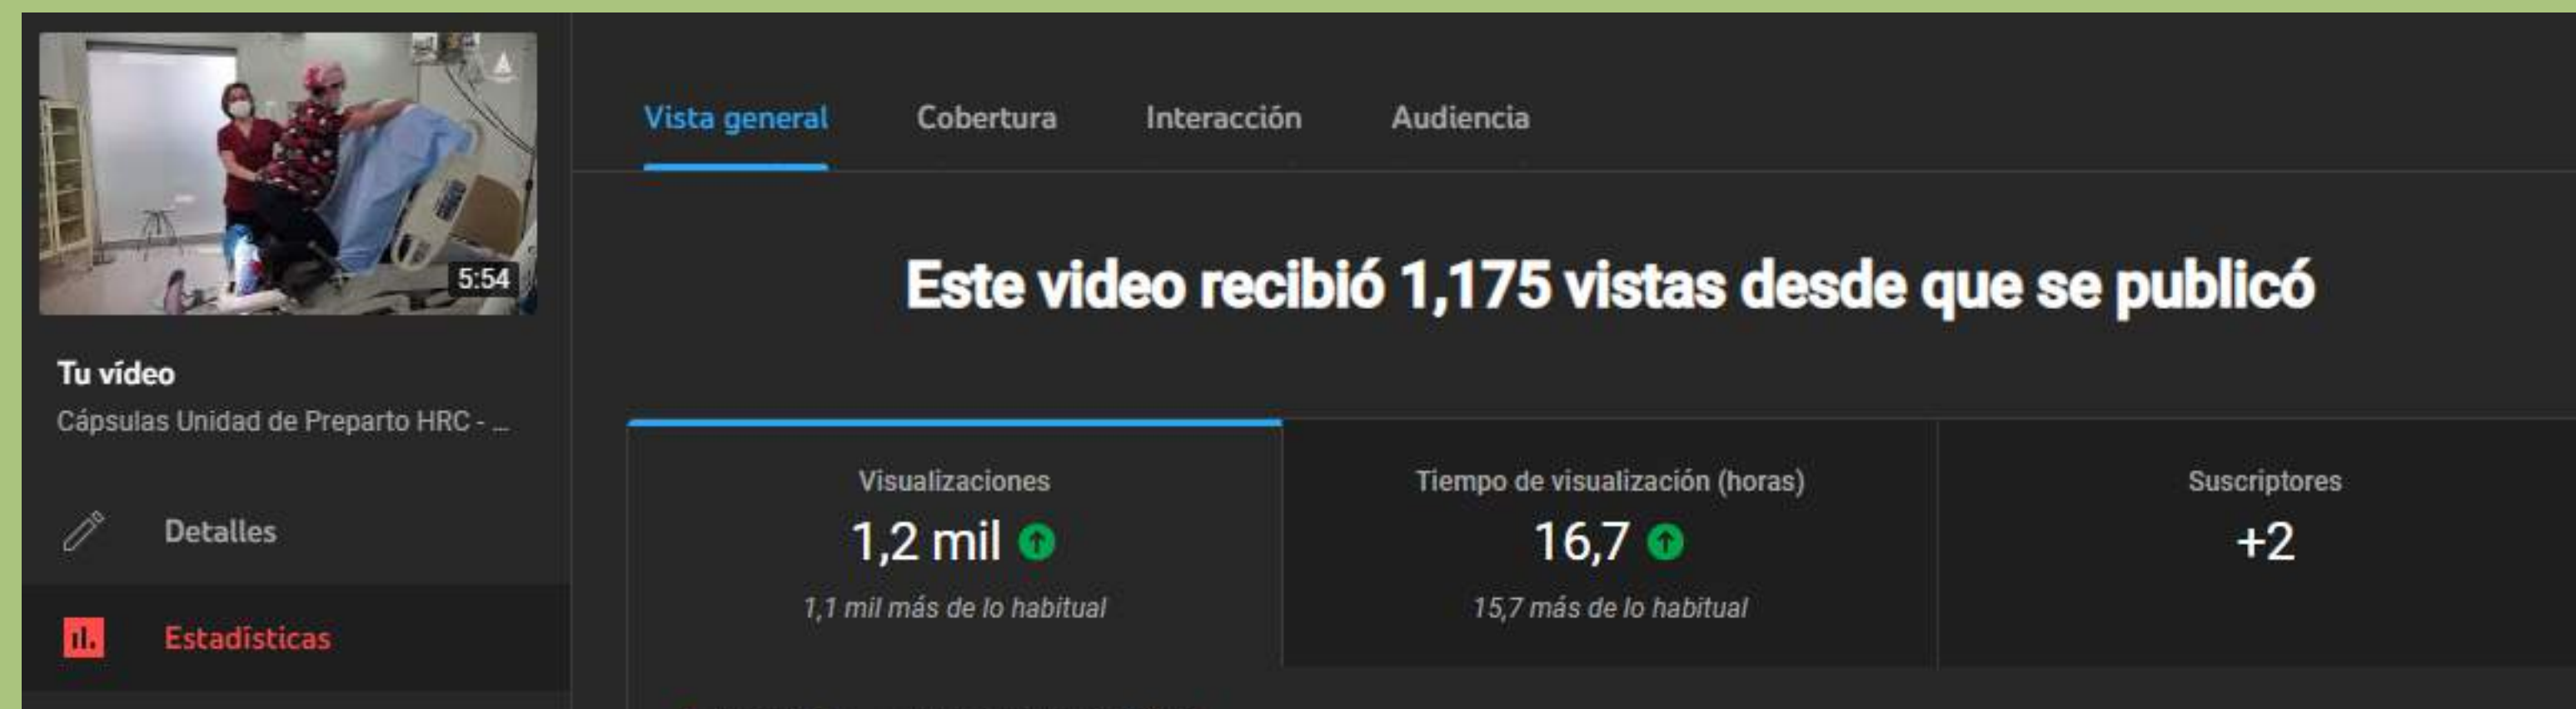 5:54
Tu vídeo
Cápsulas Unidad de Preparto HRC - ...
Detalles
Estadísticas
Vista general Cobertura Interacción Audiencia
Este video recibió 1,175 vistas desde que se publicó
Visualizaciones
1,2 mil
1,1 mil más de lo habitual
Tiempo de visualización (horas)
16,7
15,7 más de lo habitual
Suscriptores
+2